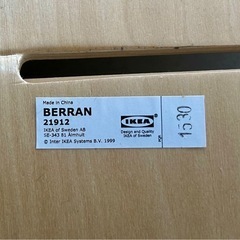 Made in China
BERRAN
21912
IKEA of Sweden AB
SE-343 81 Älmhult
© Inter IKEA Systems B.V. 1999
IKEA
Design and Quality
IKEA of Sweden